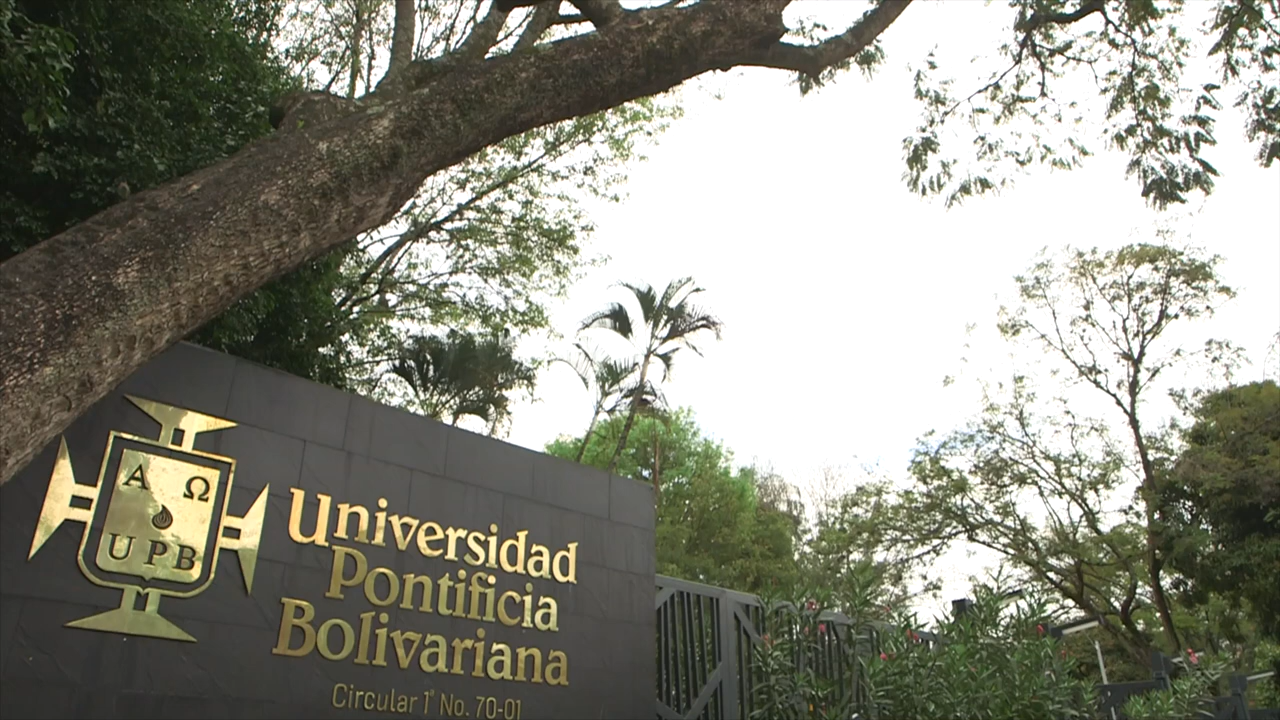 Α Ω
UPB
Universidad
Pontificia
Bolivariana
Circular 1ª No. 70-01